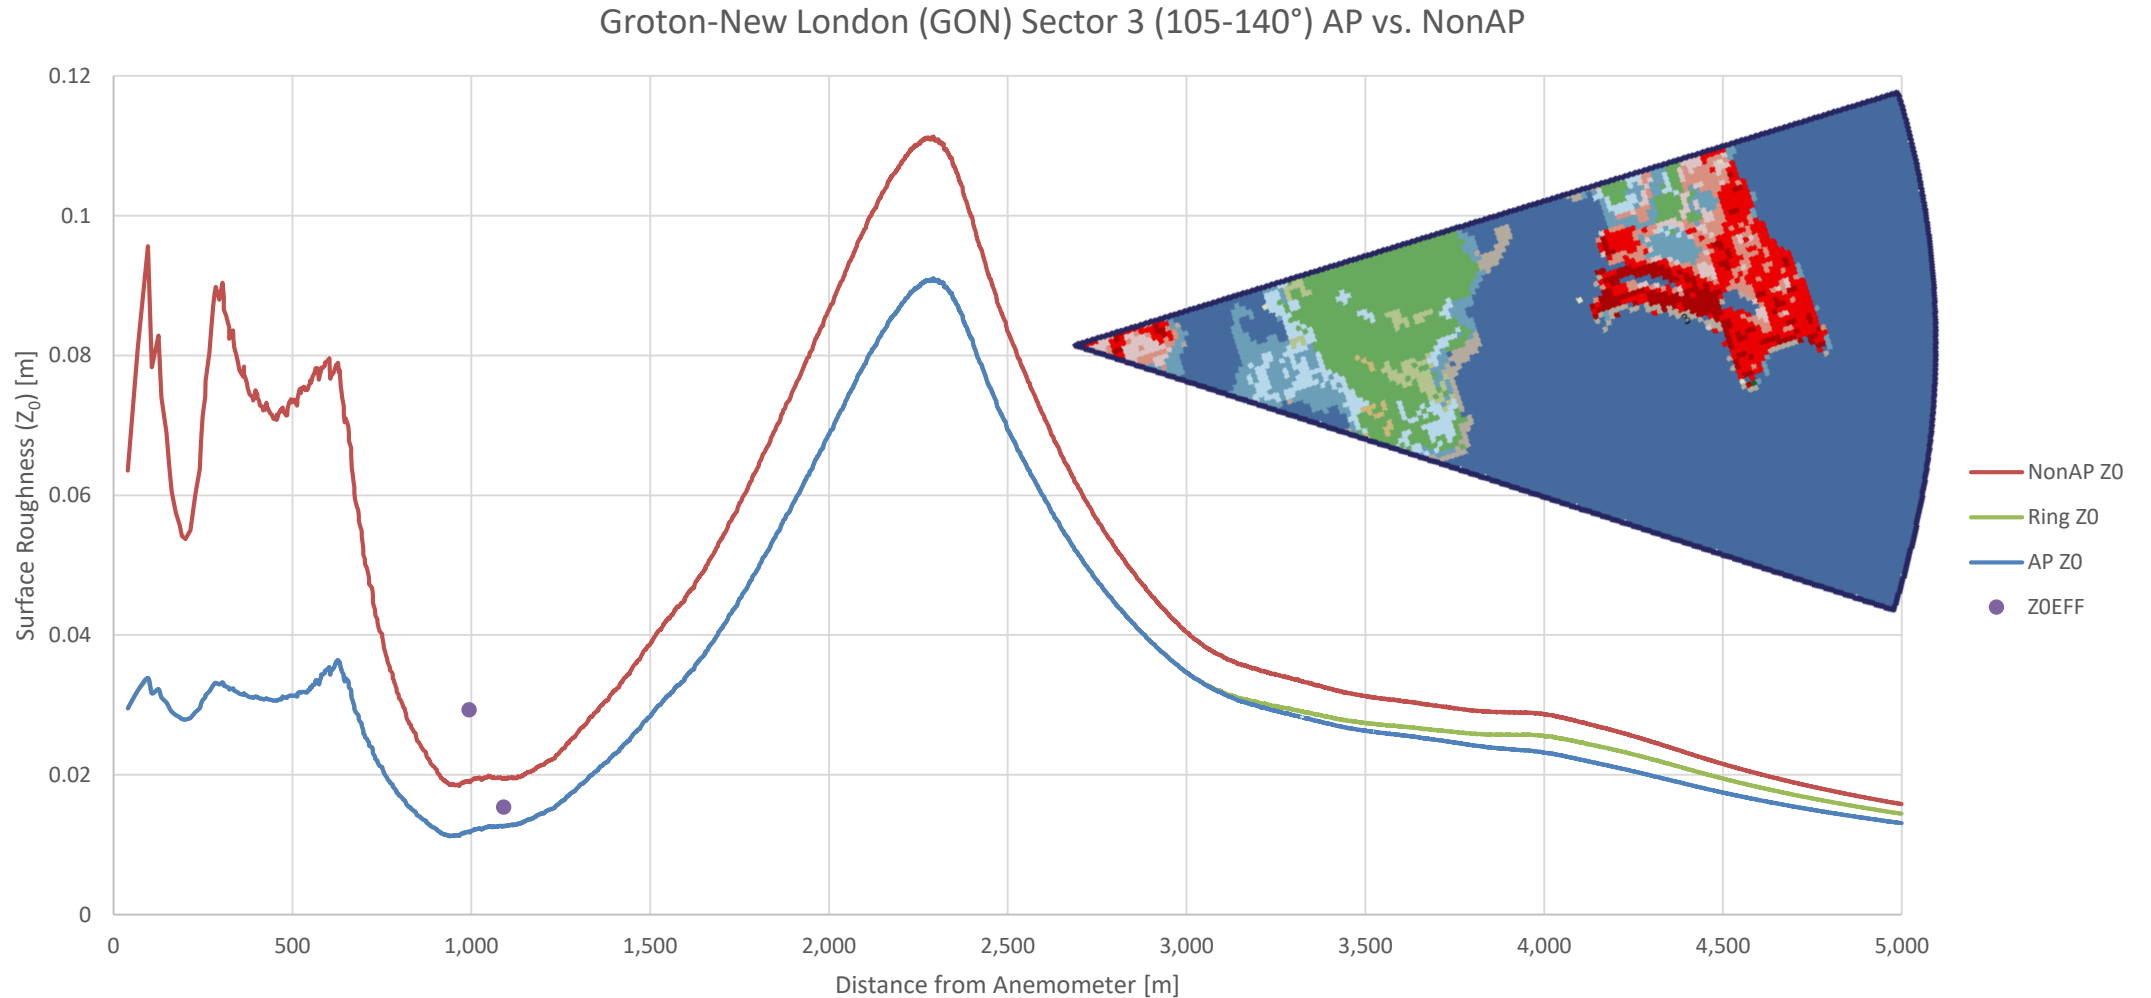 Groton-New London (GON) Sector 3 (105-140°) AP vs. NonAP
Surface Roughness (Z₀) [m]
0.12
0.1
0.08
0.06
0.04
0.02
0
0 500 1,000 1,500 2,000 2,500 3,000 3,500 4,000 4,500 5,000
Distance from Anemometer [m]
NonAP Z0
Ring Z0
AP Z0
Z0EFF
3